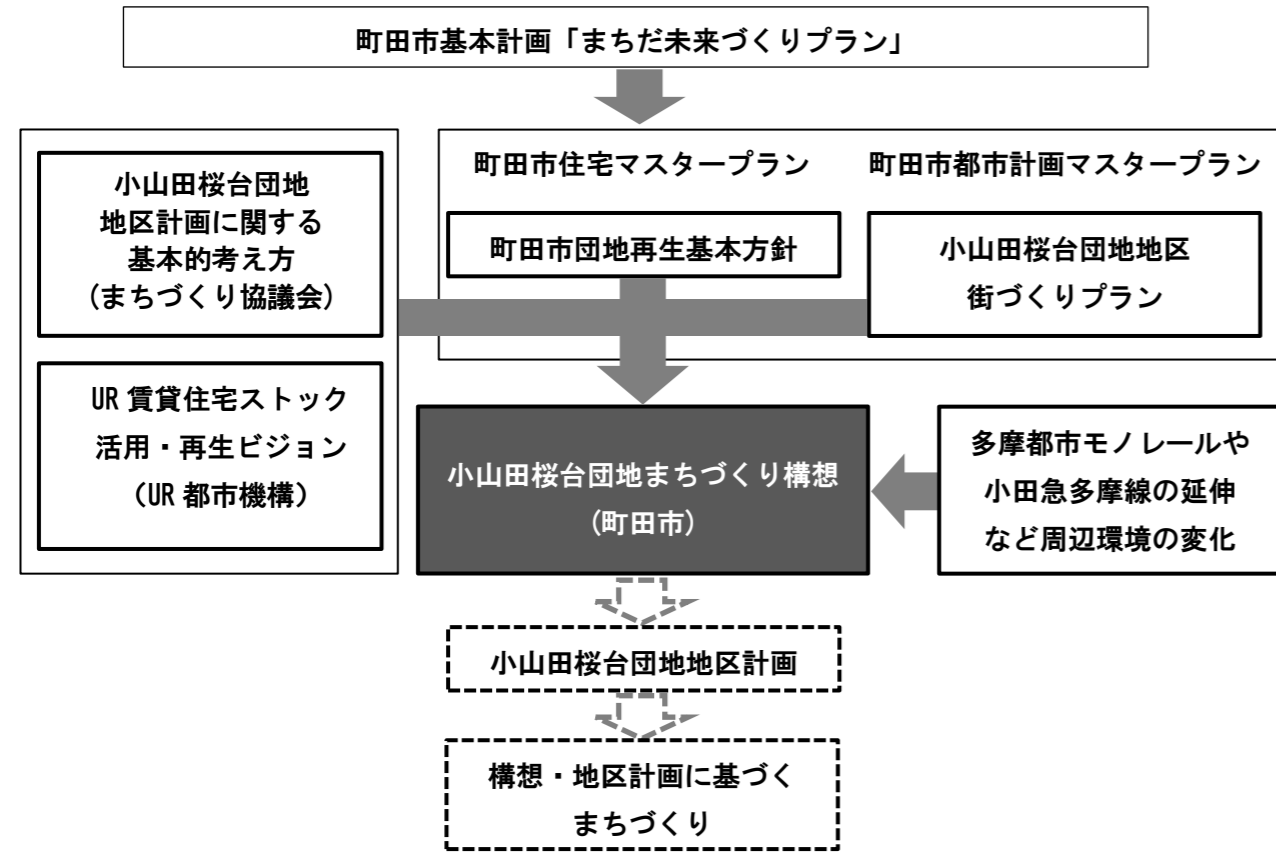 町田市基本計画「まちだ未来づくりプラン」
小山田桜台団地
地区計画に関する
基本的考え方
(まちづくり協議会)
UR 賃貸住宅ストック
活用・再生ビジョン
（UR 都市機構）
町田市住宅マスタープラン
町田市団地再生基本方針
町田市都市計画マスタープラン
小山田桜台団地地区
街づくりプラン
小山田桜台団地まちづくり構想
(町田市)
多摩都市モノレールや
小田急多摩線の延伸
など周辺環境の変化
小山田桜台団地地区計画
構想・地区計画に基づく
まちづくり